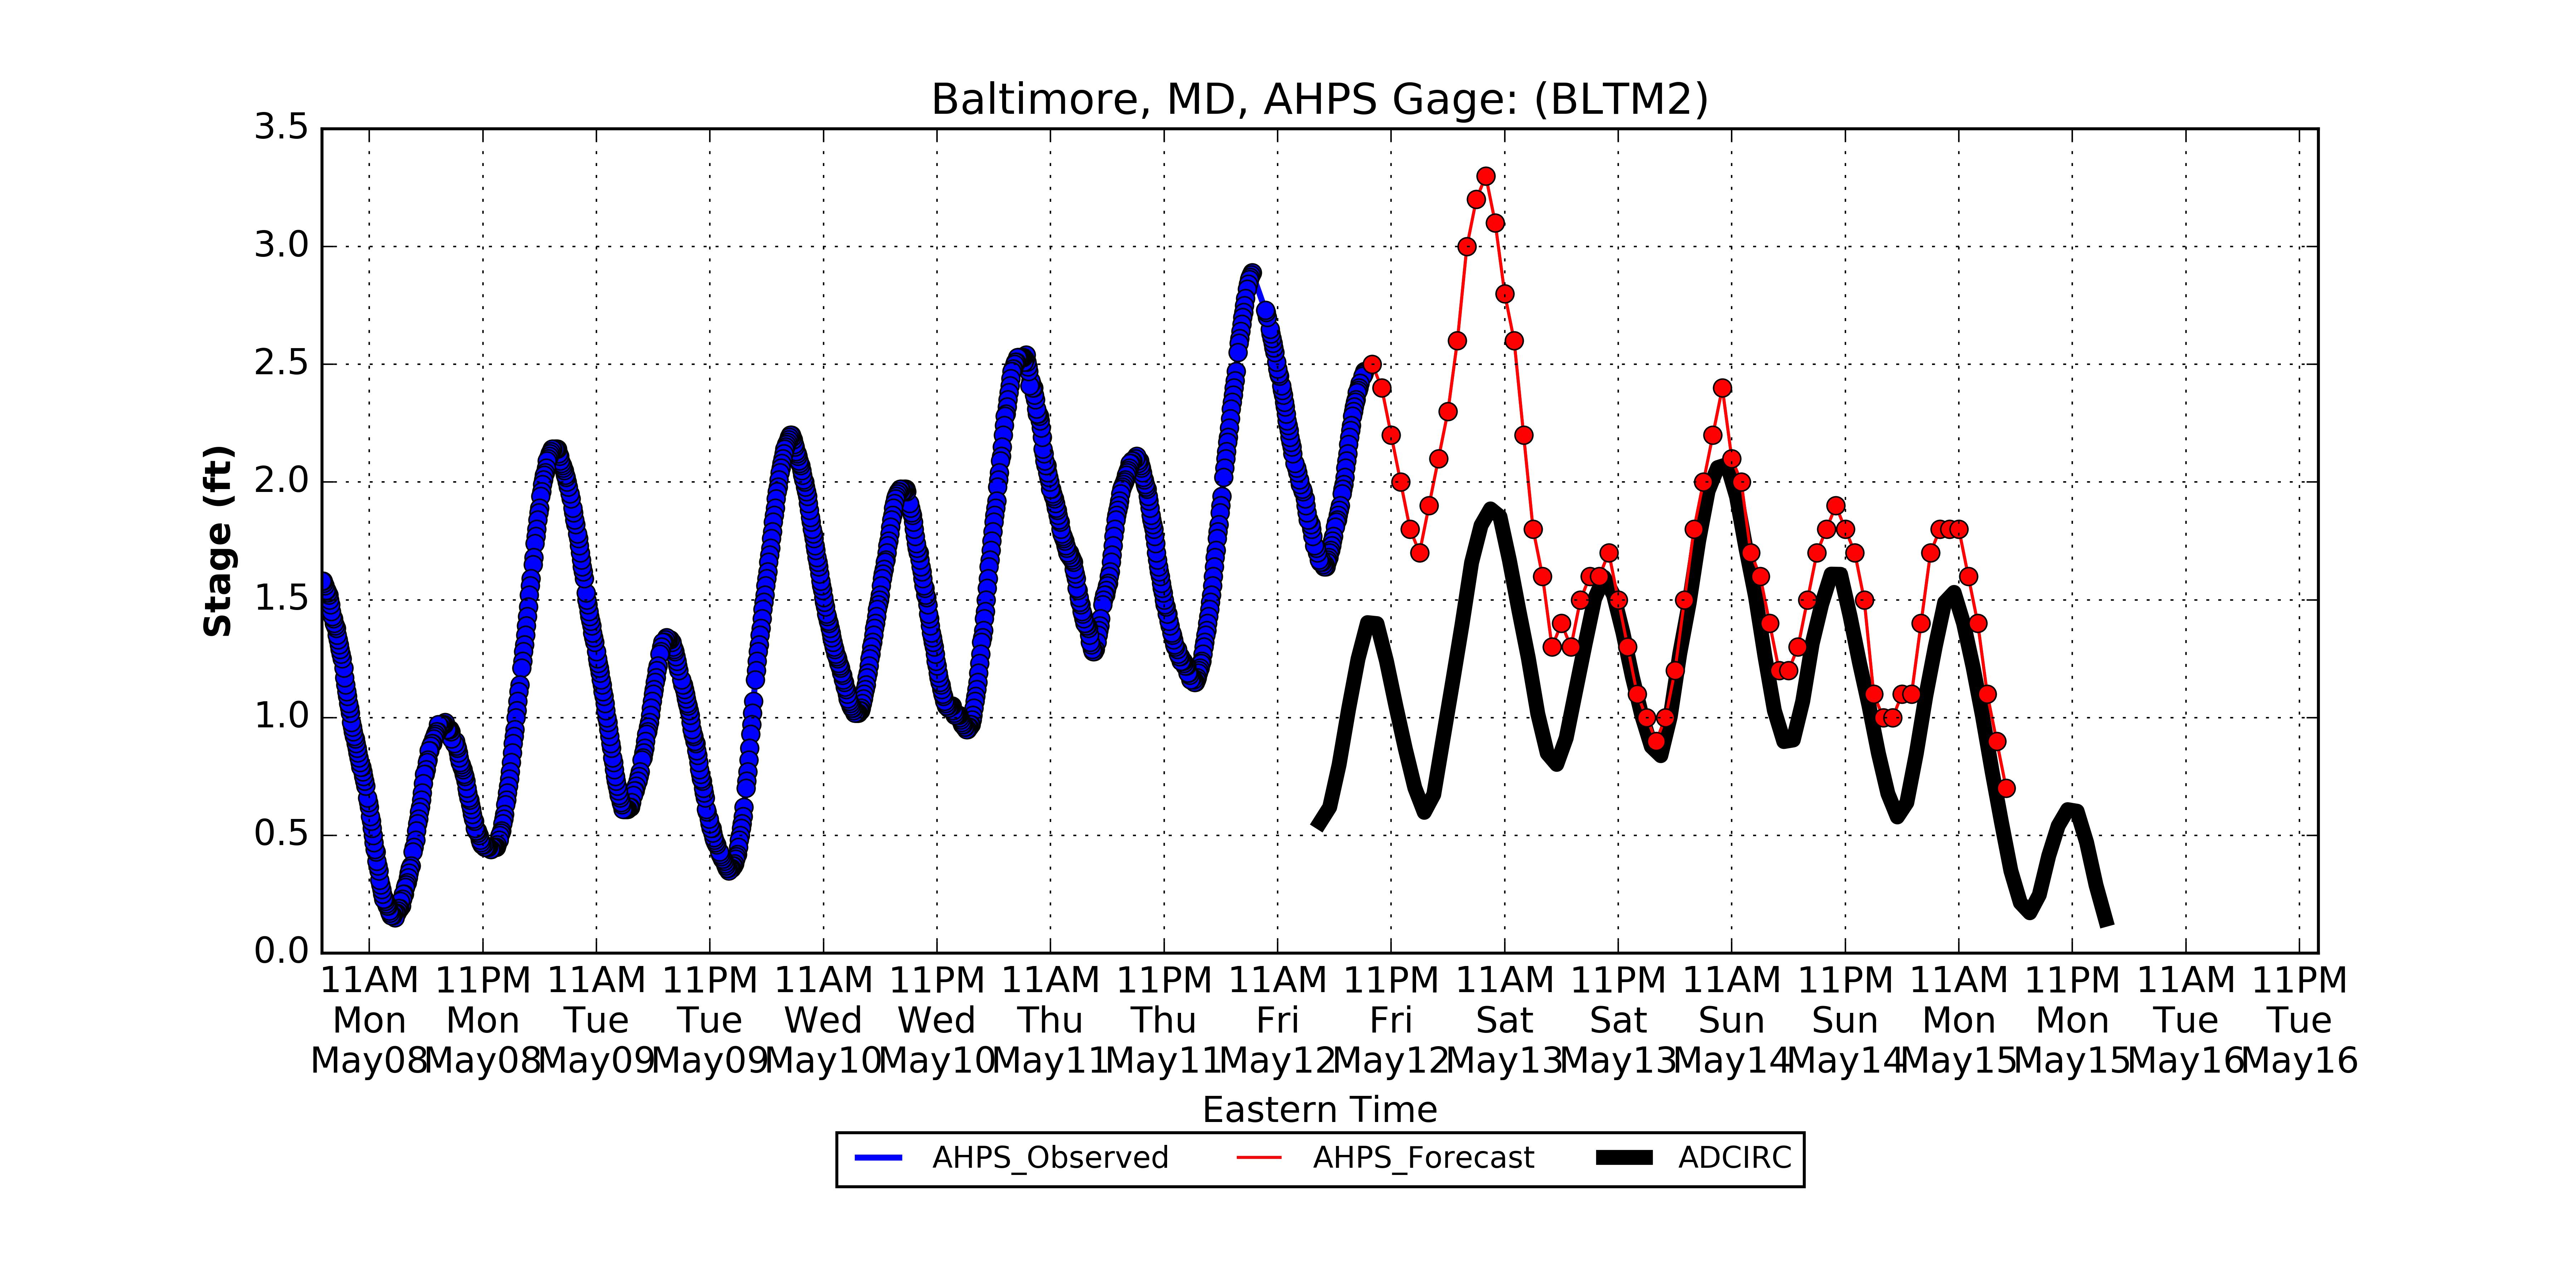 Baltimore, MD, AHPS Gage: (BLTM2)
3.5
3.0
2.5
2.0
1.5
1.0
0.5
0.0
Stage (ft)
11AM 11PM 11AM 11PM 11AM 11PM 11AM 11PM 11AM 11PM 11AM 11PM 11AM 11PM 11AM 11PM 11AM 11PM
Mon Mon Tue Tue Wed Wed Thu Thu Fri Fri Sat Sat Sun Sun Mon Mon Tue Tue
May08 May08 May09 May09 May10 May10 May11 May11 May12 May12 May13 May13 May14 May14 May15 May15 May16 May16
Eastern Time
AHPS_Observed AHPS_Forecast ADCIRC